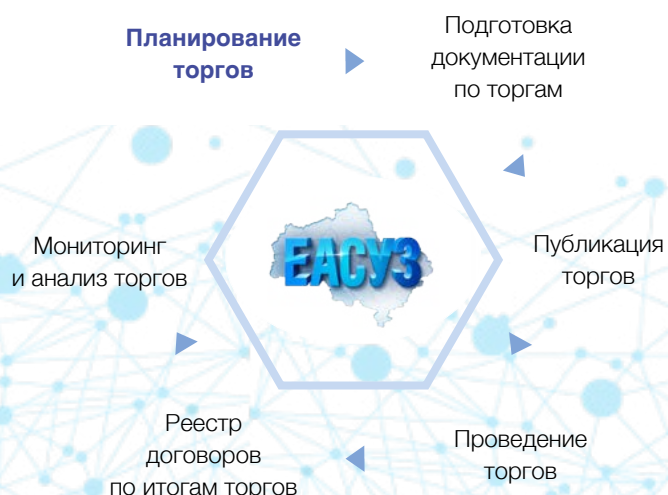 Планирование
торгов
Подготовка
документации
по торгам
Публикация
торгов
Проведение
торгов
Реестр
договоров
по итогам торгов
Мониторинг
и анализ торгов
ЕАСУЗ